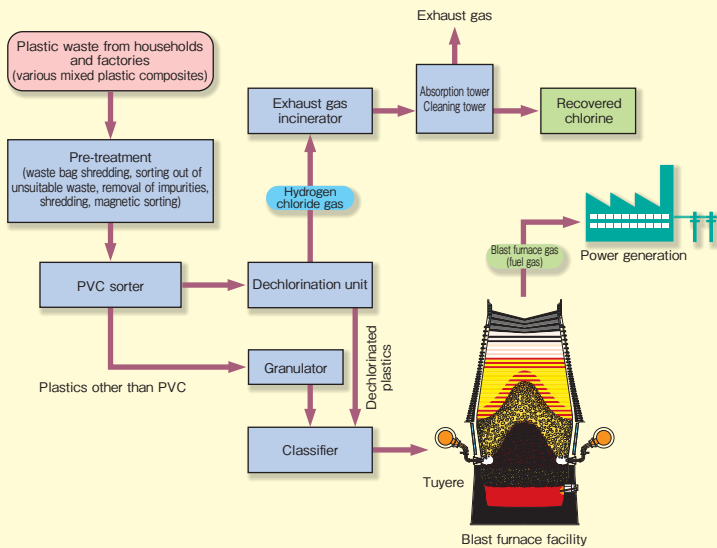 Exhaust gas
Plastic waste from households
and factories
(various mixed plastic composites)
Exhaust gas
incinerator
Absorption tower
Cleaning tower
Recovered
chlorine
Pre-treatment
(waste bag shredding, sorting out of
unsuitable waste, removal of impurities,
shredding, magnetic sorting)
Hydrogen
chloride gas
Blast furnace gas
(fuel gas)
Power generation
PVC sorter
Dechlorination unit
Dechlorinated
plastics
Plastics other than PVC
Granulator
Classifier
Tuyere
Blast furnace facility